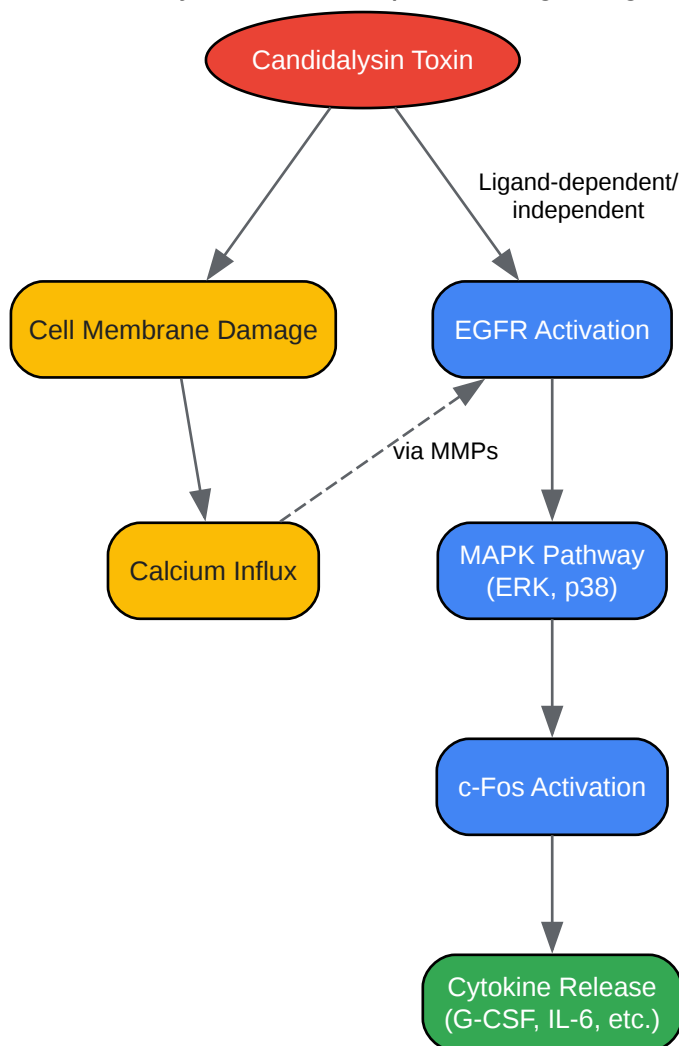 Candidalysin Toxin
Ligand-dependent/
independent
Cell Membrane Damage
EGFR Activation
via MMPs
Calcium Influx
MAPK Pathway
(ERK, p38)
c-Fos Activation
Cytokine Release
(G-CSF, IL-6, etc.)